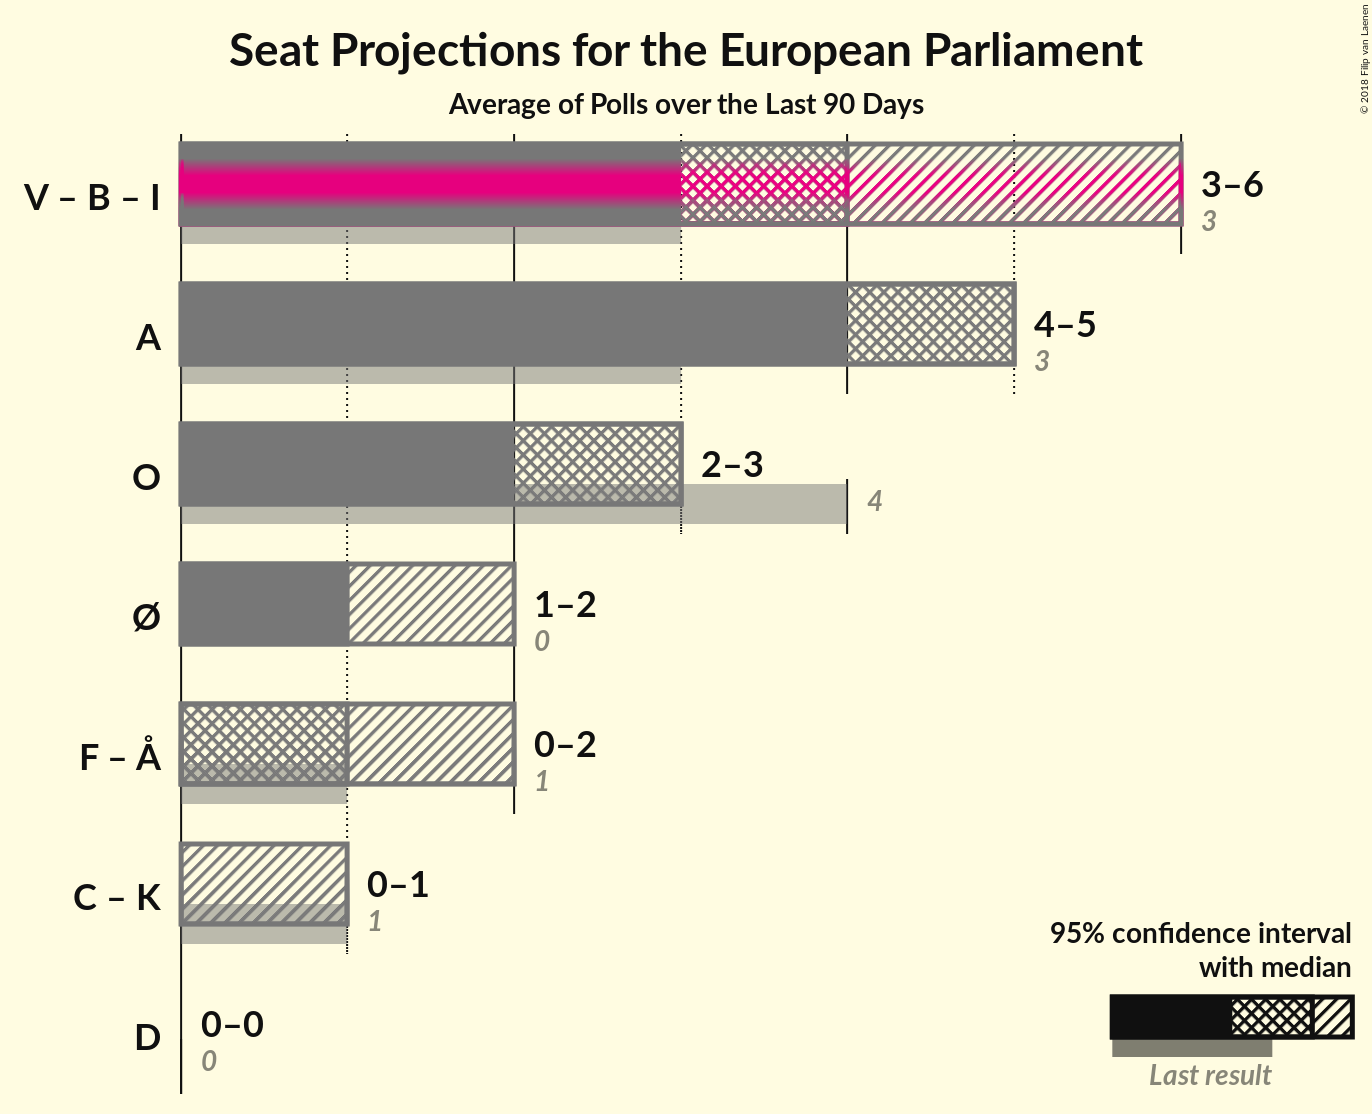 Seat Projections for the European Parliament
Average of Polls over the Last 90 Days
© 2018 Filip van Laenen
V – B – I
3–6
3
A
4–5
3
O
2–3
4
Ø
1–2
0
F – Å
0–2
1
C – K
0–1
1
D
0–0
0
95% confidence interval
with median
Last result